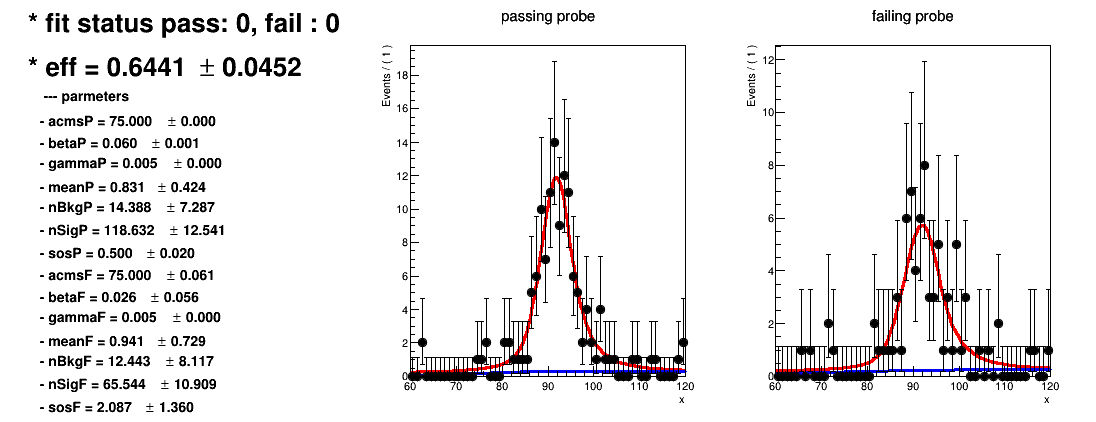 * fit status pass: 0, fail : 0
* eff = 0.6441 ± 0.0452
--- parmeters
- acmsP = 75.000 ± 0.000
- betaP = 0.060 ± 0.001
- gammaP = 0.005 ± 0.000
- meanP = 0.831 ± 0.424
- nBkgP = 14.388 ± 7.287
- nSigP = 118.632 ± 12.541
- sosP = 0.500 ± 0.020
- acmsF = 75.000 ± 0.061
- betaF = 0.026 ± 0.056
- gammaF = 0.005 ± 0.000
- meanF = 0.941 ± 0.729
- nBkgF = 12.443 ± 8.117
- nSigF = 65.544 ± 10.909
- sosF = 2.087 ± 1.360
passing probe
Events / ( 1 )
18
16
14
12
10
8
6
4
2
0
60 70 80 90 100 110 120
x
failing probe
Events / ( 1 )
12
10
8
6
4
2
0
60 70 80 90 100 110 120
x